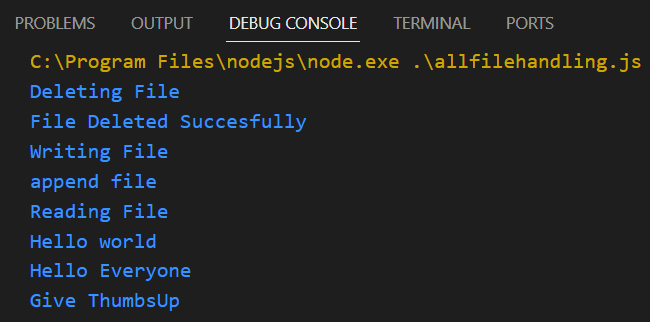 PROBLEMS OUTPUT DEBUG CONSOLE TERMINAL PORTS
C:\Program Files\nodejs\node.exe .\allfilehandling.js
Deleting File
File Deleted Succesfully
Writing File
append file
Reading File
Hello world
Hello Everyone
Give ThumbsUp